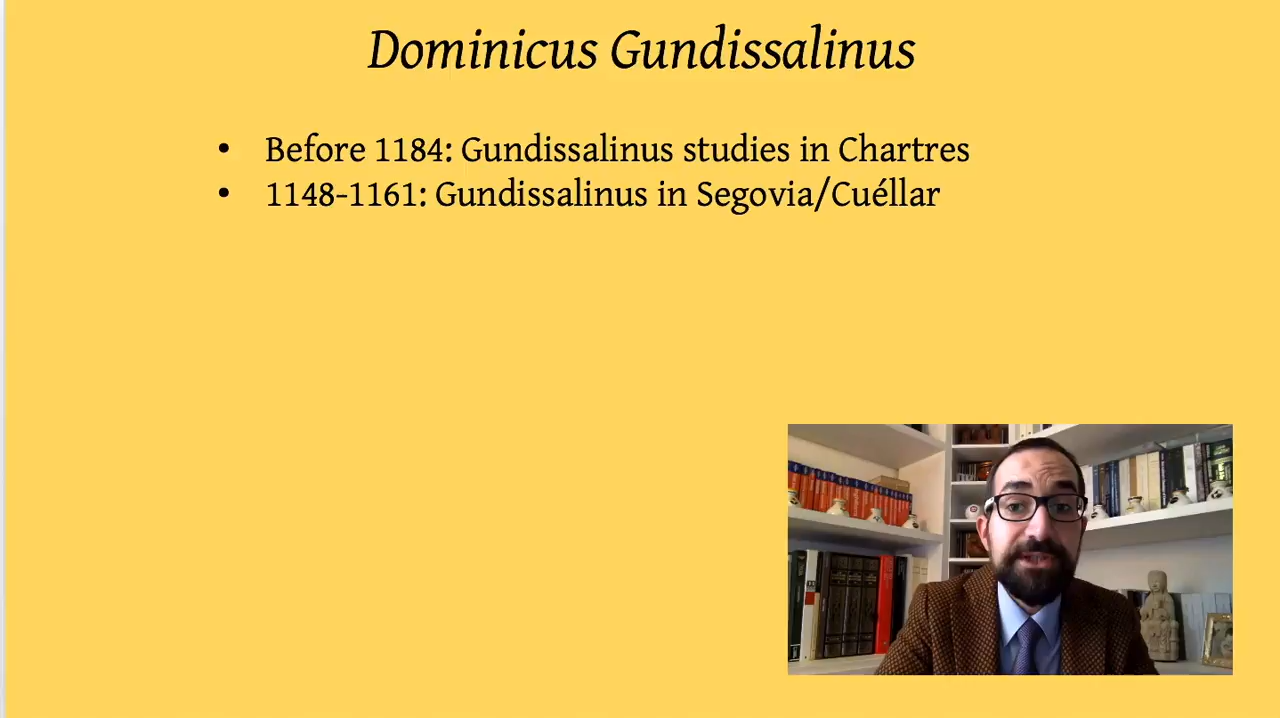 Dominicus Gundissalinus
• Before 1184: Gundissalinus studies in Chartres
• 1148-1161: Gundissalinus in Segovia/Cuéllar